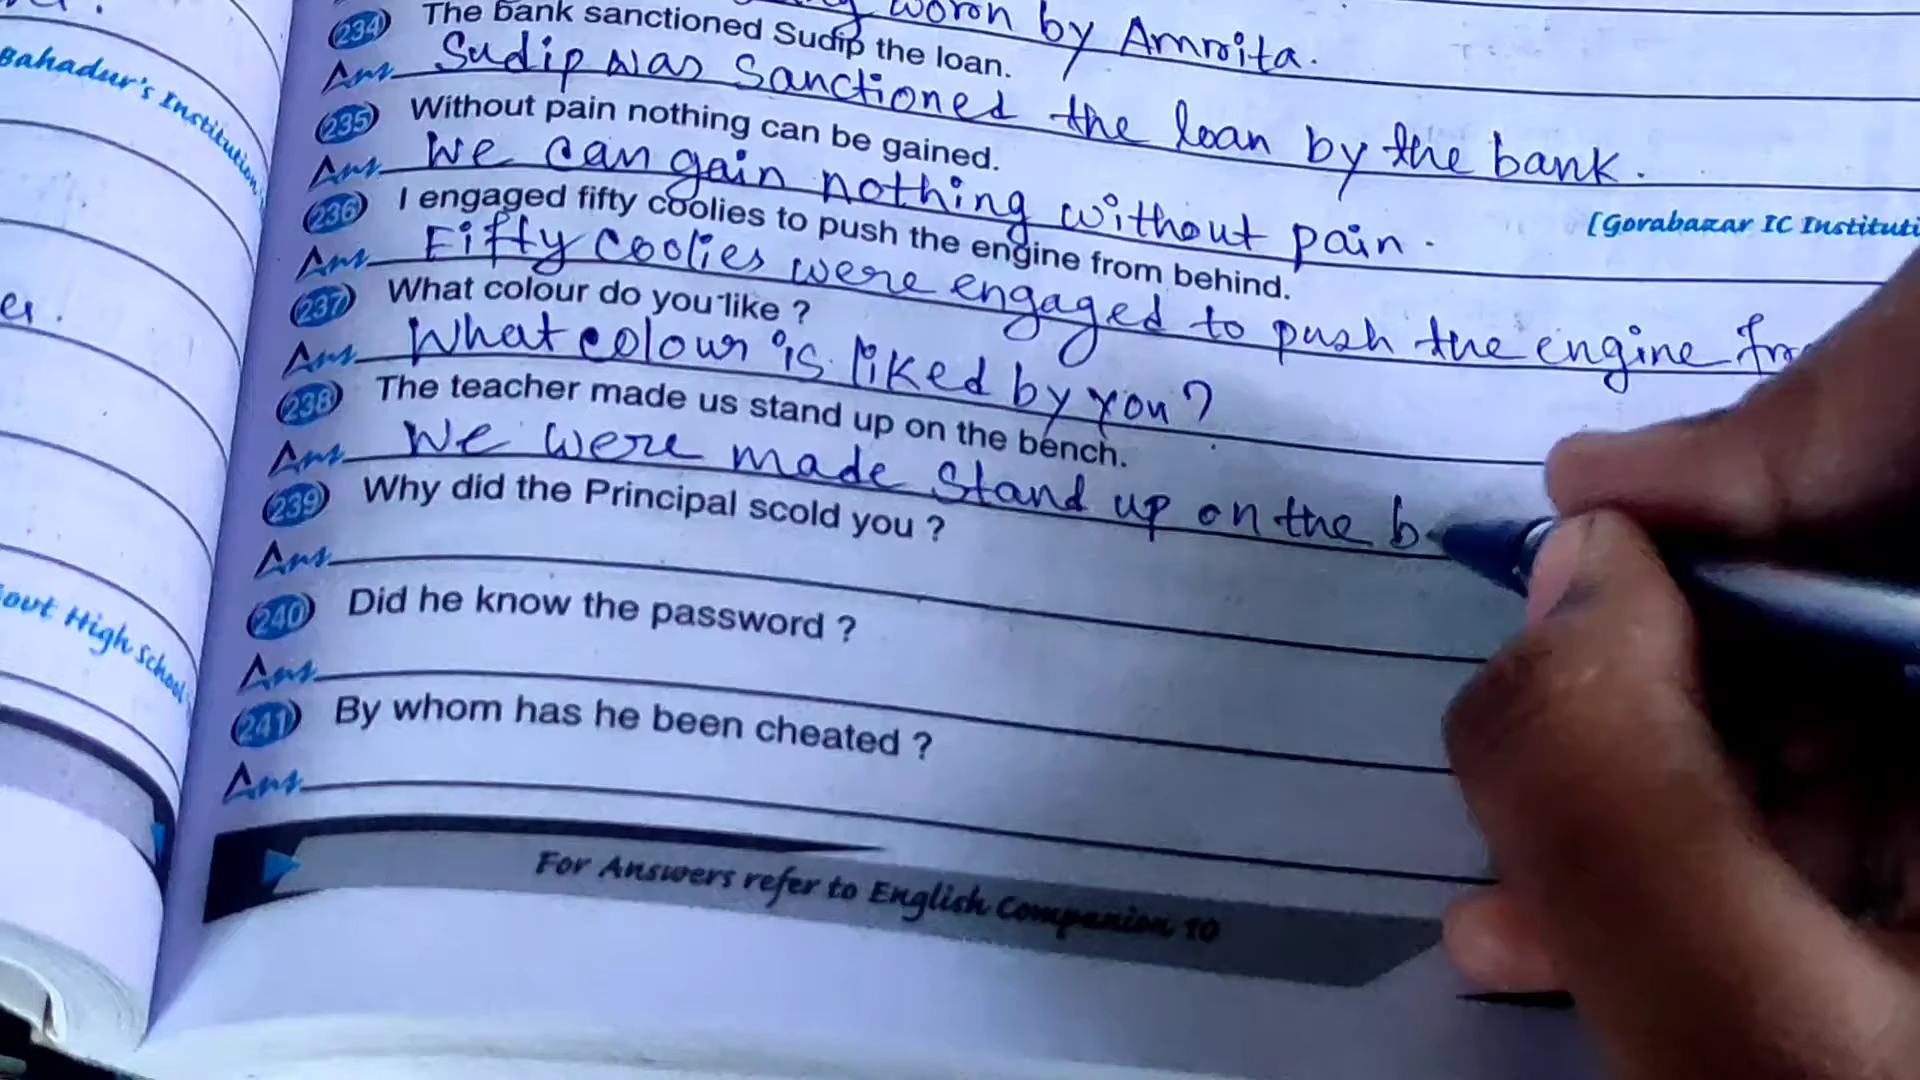 worn by Amrita.
234 The bank sanctioned Sudip the loan.
Ans Sudip was Sanctioned the loan by the bank.
235 Without pain nothing can be gained.
Ans We can gain nothing without pain.
[Gorabazar IC Instituti
236 I engaged fifty coolies to push the engine from behind.
Ans Fifty coolies were engaged to push the engine fro
237 What colour do you like ?
Ans What colour is liked by you?
238 The teacher made us stand up on the bench.
Ans We were made Stand up on the b
239 Why did the Principal scold you ?
Ans
240 Did he know the password ?
Ans
241 By whom has he been cheated ?
Ans
For Answers refer to English Companion 10
Bahadur's Institution
er.
Govt High School